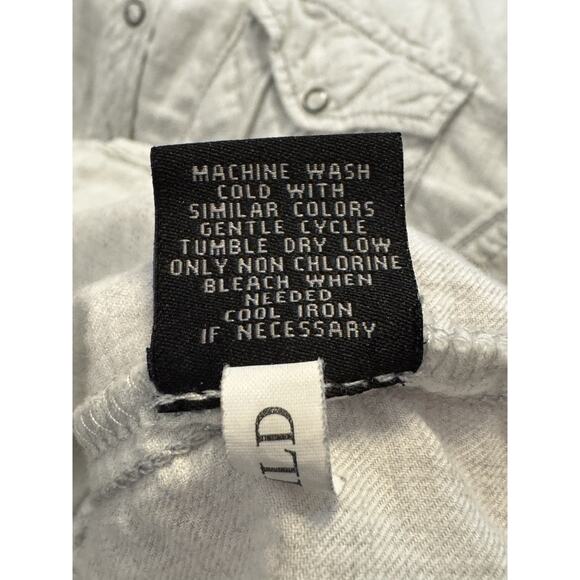 MACHINE WASH
COLD WITH
SIMILAR COLORS
GENTLE CYCLE
TUMBLE DRY LOW
ONLY NON CHLORINE
BLEACH WHEN
NEEDED
COOL IRON
IF NECESSARY
ILD